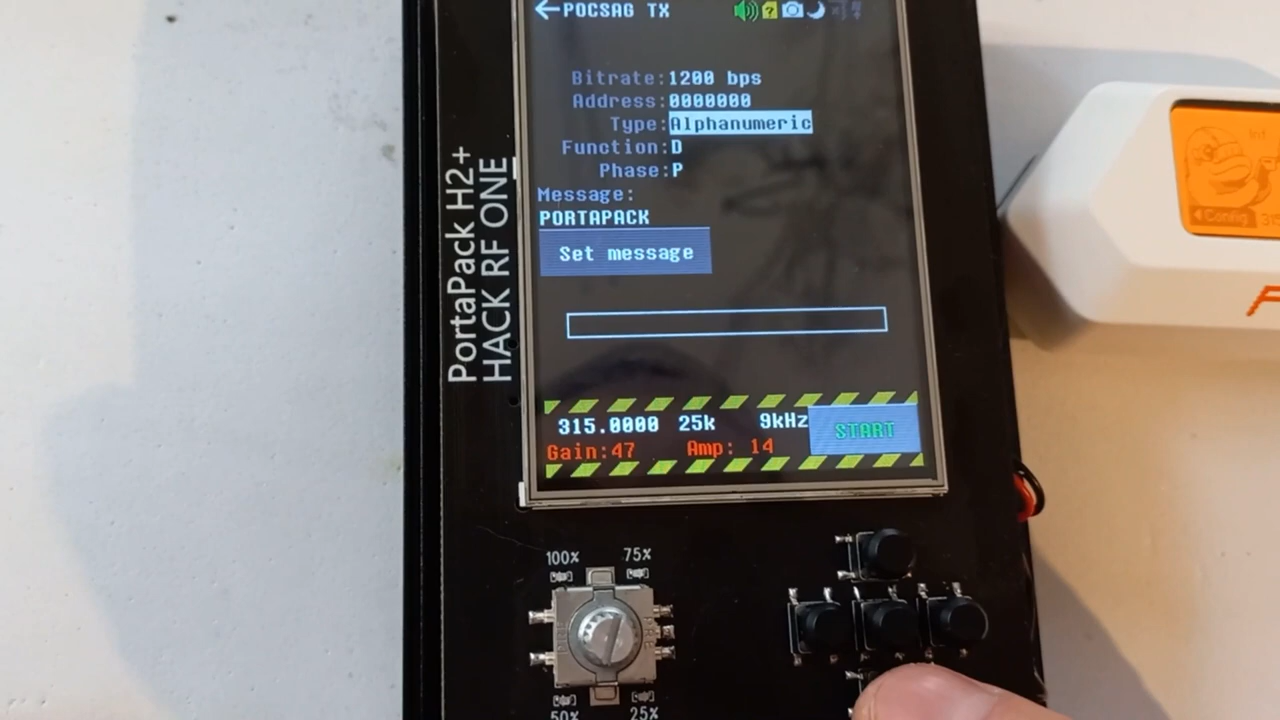 POCSAG TX
?
Bitrate:1200 bps
Address:0000000
Type:Alphanumeric
Function:D
Phase:P
Message:
PORTAPACK
Set message
315.0000 25k 9kHz
START
Gain:47 Amp: 14
PortaPack H2+
HACK RF ONE
100% 75%
50% 25%
Config